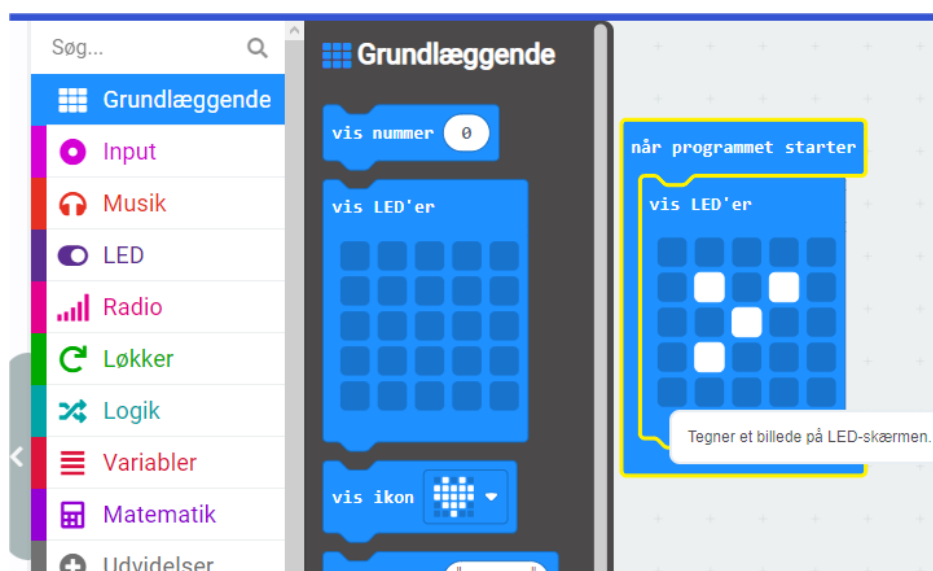 Søg...
Grundlæggende
Input
Musik
LED
Radio
Løkker
Logik
Variabler
Matematik
Udvidelser
Grundlæggende
vis nummer 0
vis LED'er
vis ikon
når programmet starter
vis LED'er
Tegner et billede på LED-skærmen.